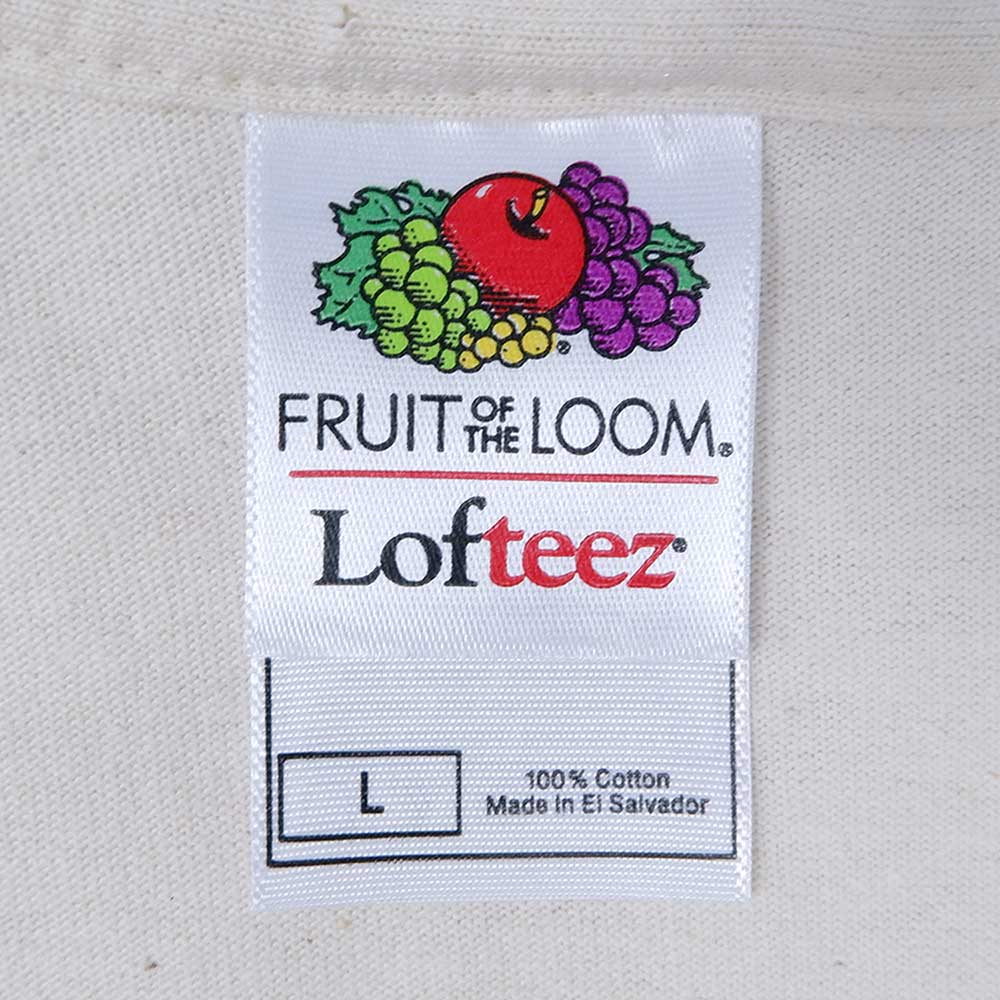 FRUIT OF THE LOOM®
Lofteez®
L
100% Cotton
Made in El Salvador